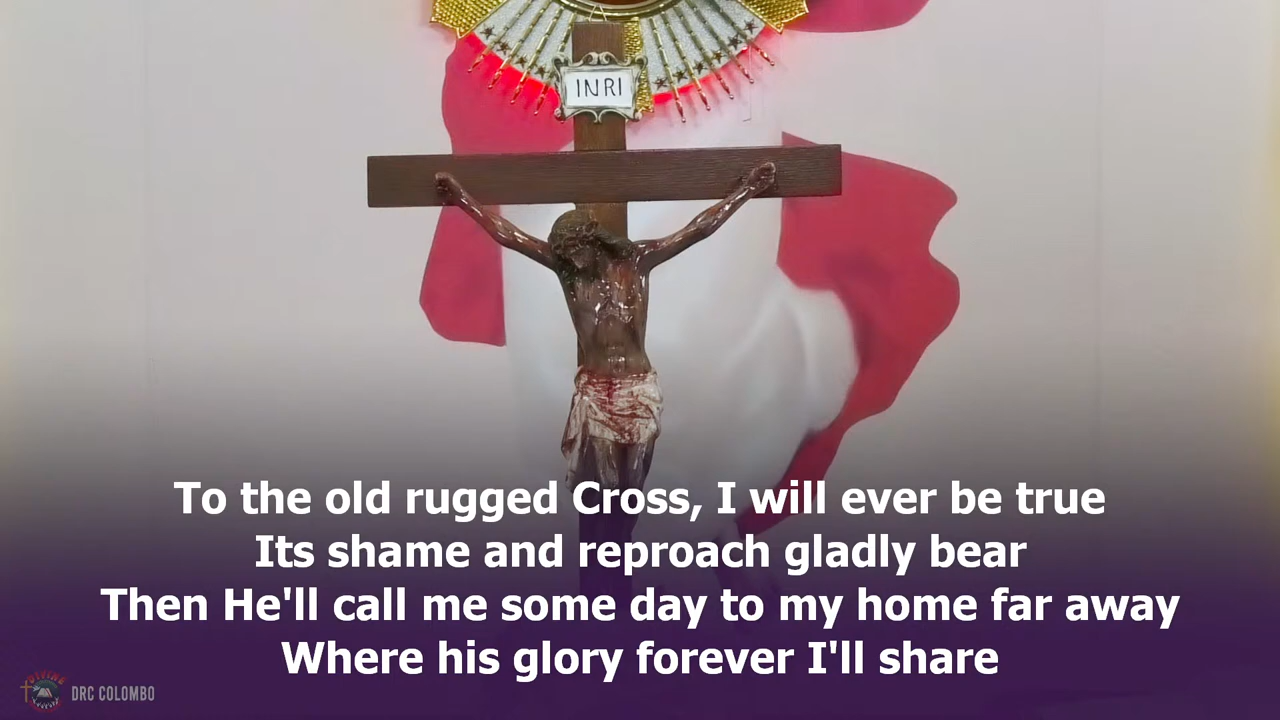 INRI
To the old rugged Cross, I will ever be true
Its shame and reproach gladly bear
Then He'll call me some day to my home far away
Where his glory forever I'll share
DIVINE
DRC COLOMBO